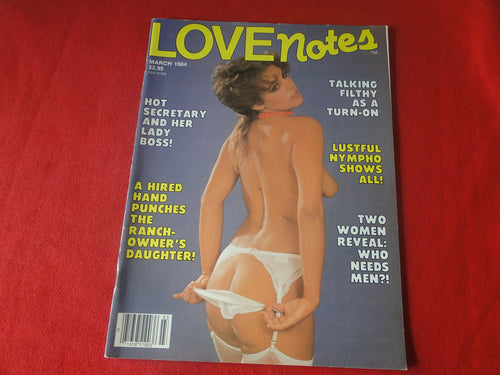 LOVE notes
TM
MARCH 1984
$2.95
HOT
SECRETARY
AND HER
LADY
BOSS!
A HIRED
HAND
PUNCHES
THE
RANCH-
OWNER'S
DAUGHTER!
TALKING
FILTHY
AS A
TURN-ON
LUSTFUL
NYMPHO
SHOWS
ALL!
TWO
WOMEN
REVEAL:
WHO
NEEDS
MEN?!